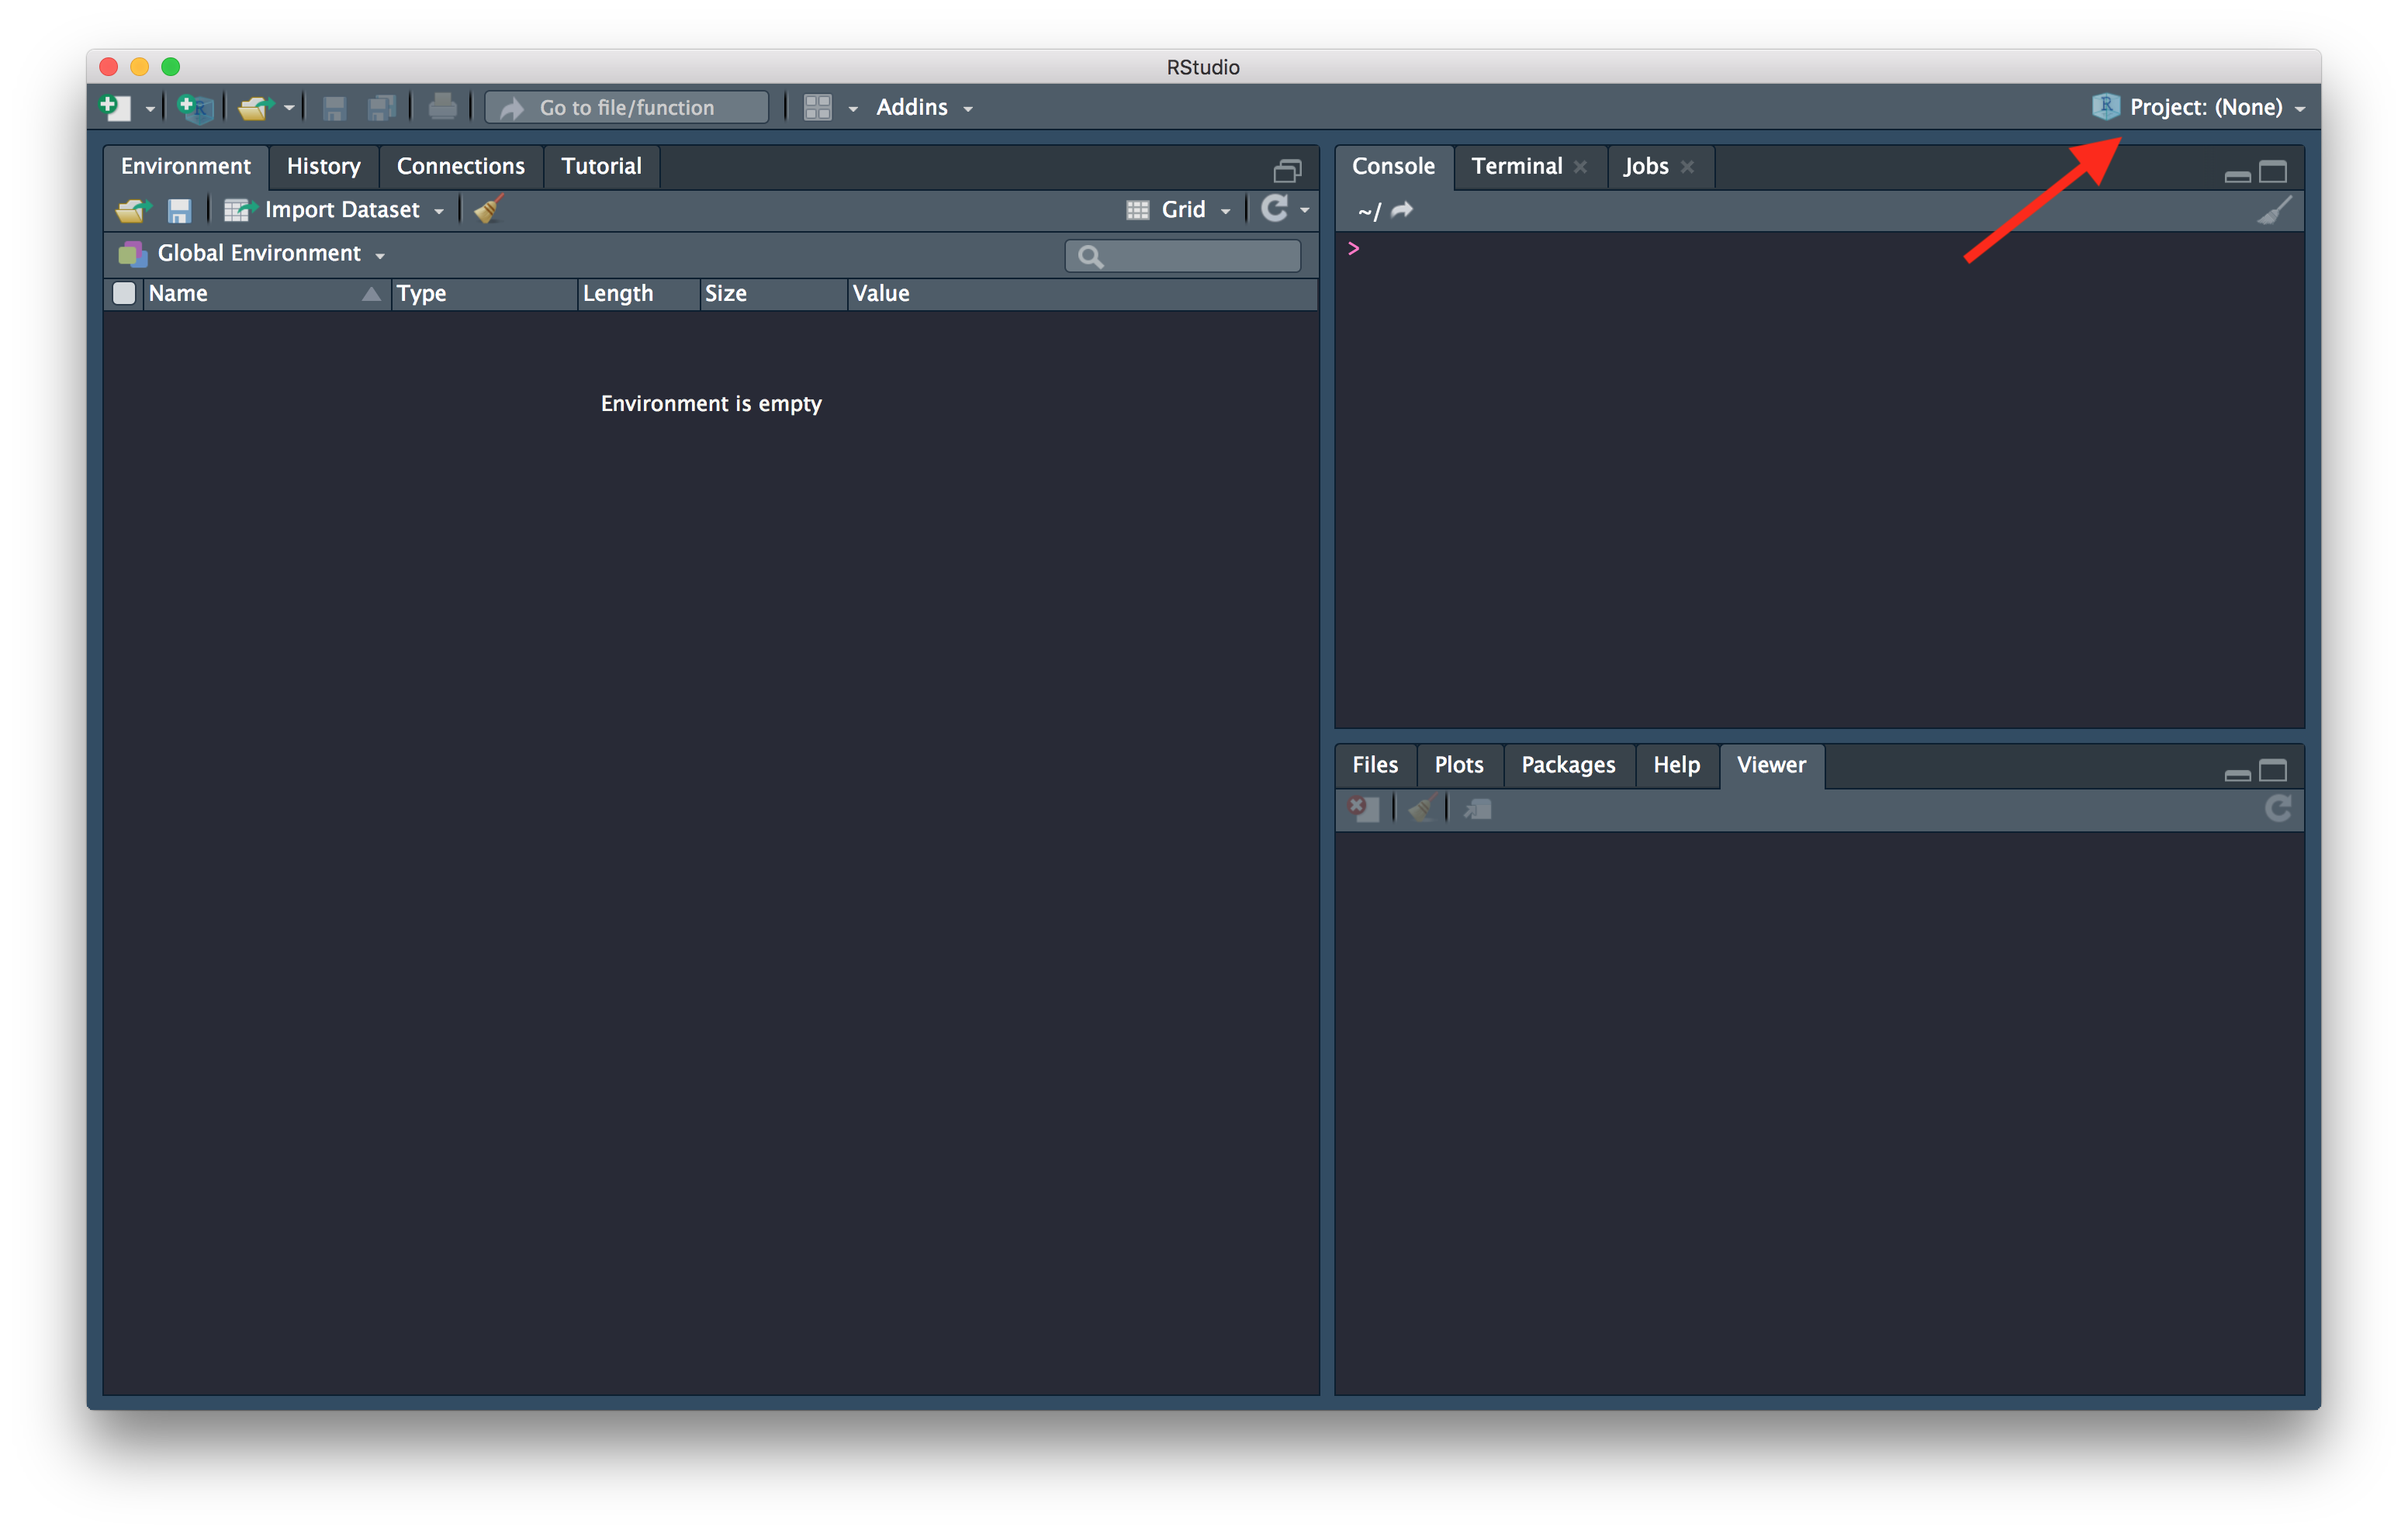 RStudio
Go to file/function
Addins
R Project: (None)
Environment History Connections Tutorial
Import Dataset
Grid
Global Environment
Name Type Length Size Value
Environment is empty
Console Terminal Jobs
~/
>
Files Plots Packages Help Viewer